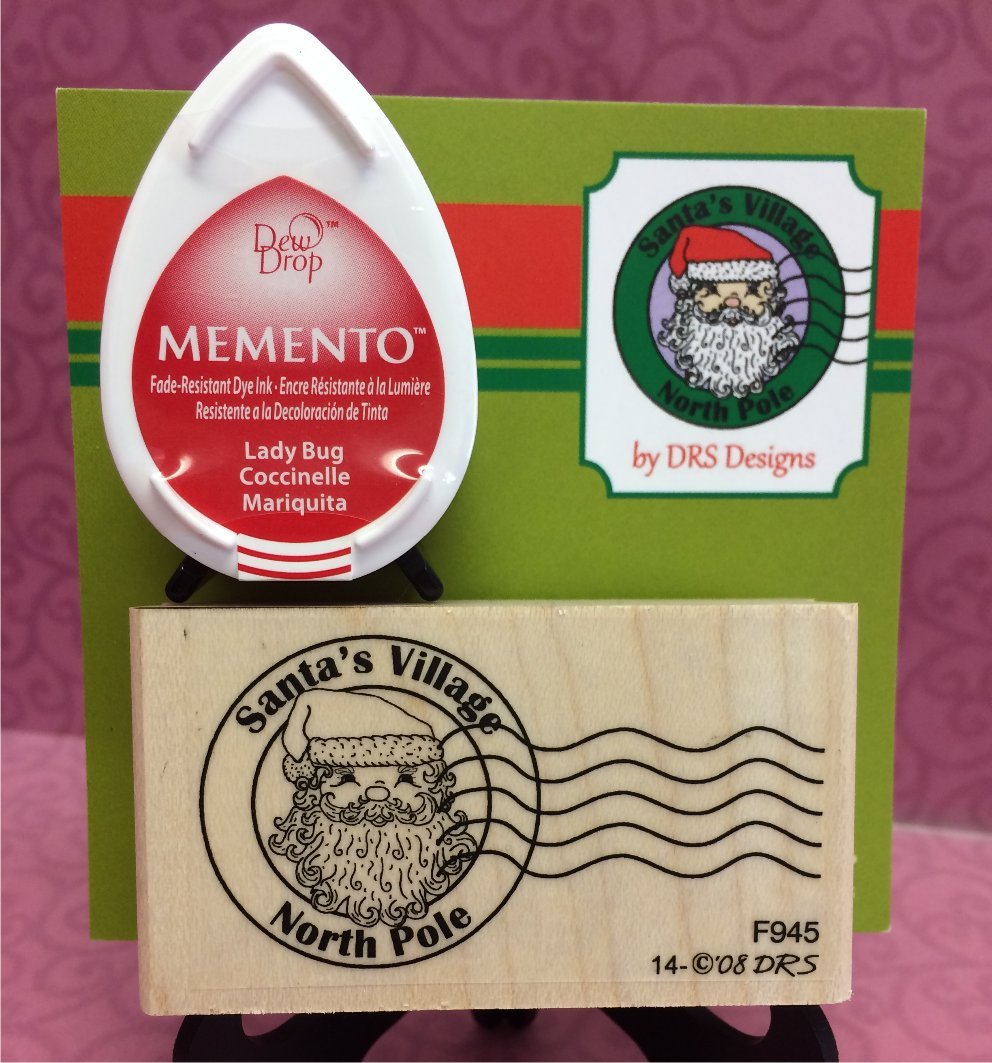 Dew
Drop™
MEMENTO™
Fade-Resistant Dye Ink · Encre Résistante à la Lumière
Resistente a la Decoloración de Tinta
Lady Bug
Coccinelle
Mariquita
Santa's Village
North Pole
by DRS Designs
Santa's Village
North Pole
F945
14-©'08 DRS